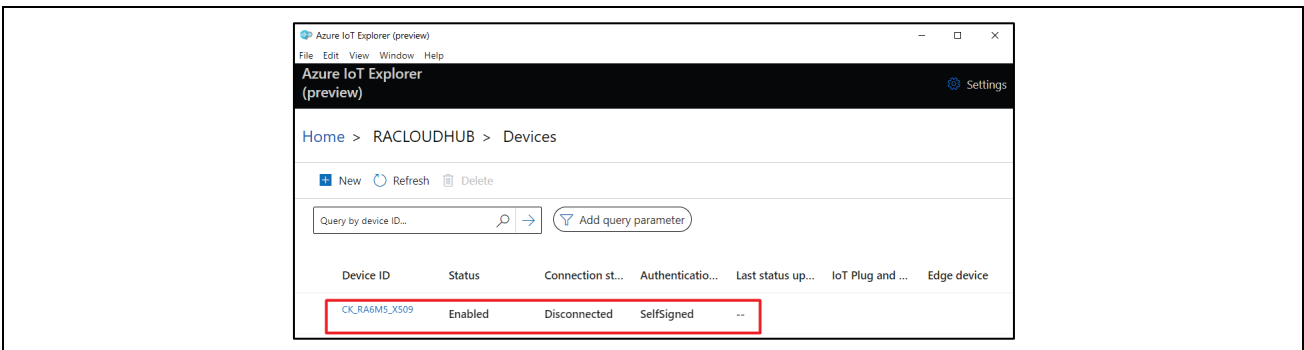 Azure IoT Explorer (preview)
File Edit View Window Help
Azure IoT Explorer
(preview)
Settings
Home > RACLOUDHUB > Devices
New Refresh Delete
Query by device ID... Add query parameter
Device ID Status Connection st... Authenticatio... Last status up... IoT Plug and ... Edge device
CK_RA6M5_X509 Enabled Disconnected SelfSigned --